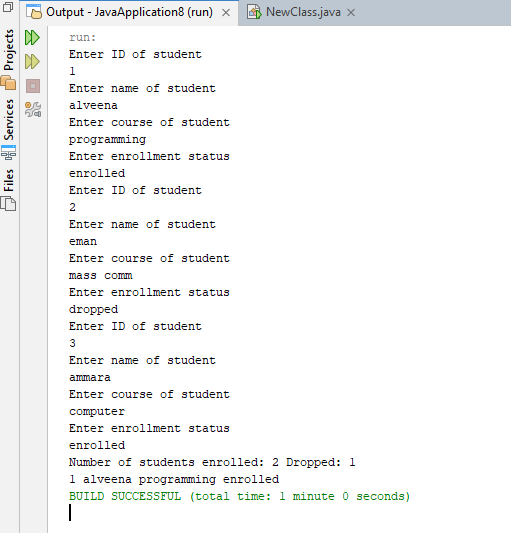 Output - JavaApplication8 (run) × NewClass.java ×
Projects
Services
Files
run:
Enter ID of student
1
Enter name of student
alveena
Enter course of student
programming
Enter enrollment status
enrolled
Enter ID of student
2
Enter name of student
eman
Enter course of student
mass comm
Enter enrollment status
dropped
Enter ID of student
3
Enter name of student
ammara
Enter course of student
computer
Enter enrollment status
enrolled
Number of students enrolled: 2 Dropped: 1
1 alveena programming enrolled
BUILD SUCCESSFUL (total time: 1 minute 0 seconds)